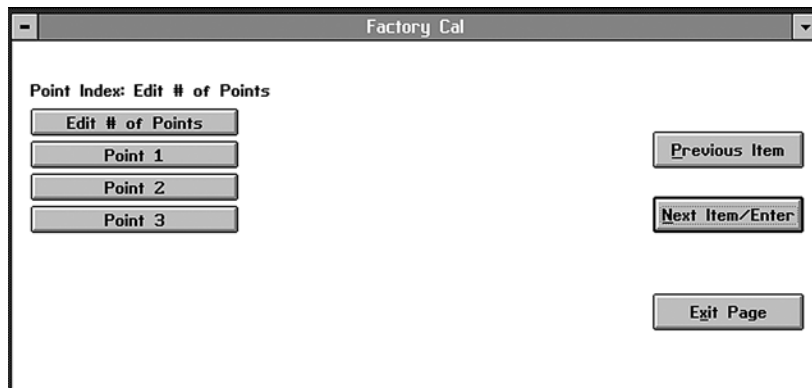 Factory Cal
Point Index: Edit # of Points
Edit # of Points
Point 1
Point 2
Point 3
Previous Item
Next Item/Enter
Exit Page